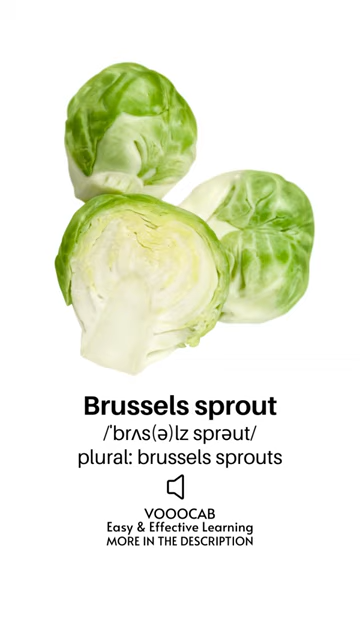 Brussels sprout
/ˈbrʌs(ə)lz sprəut/
plural: brussels sprouts
VOOOCAB
Easy & Effective Learning
MORE IN THE DESCRIPTION